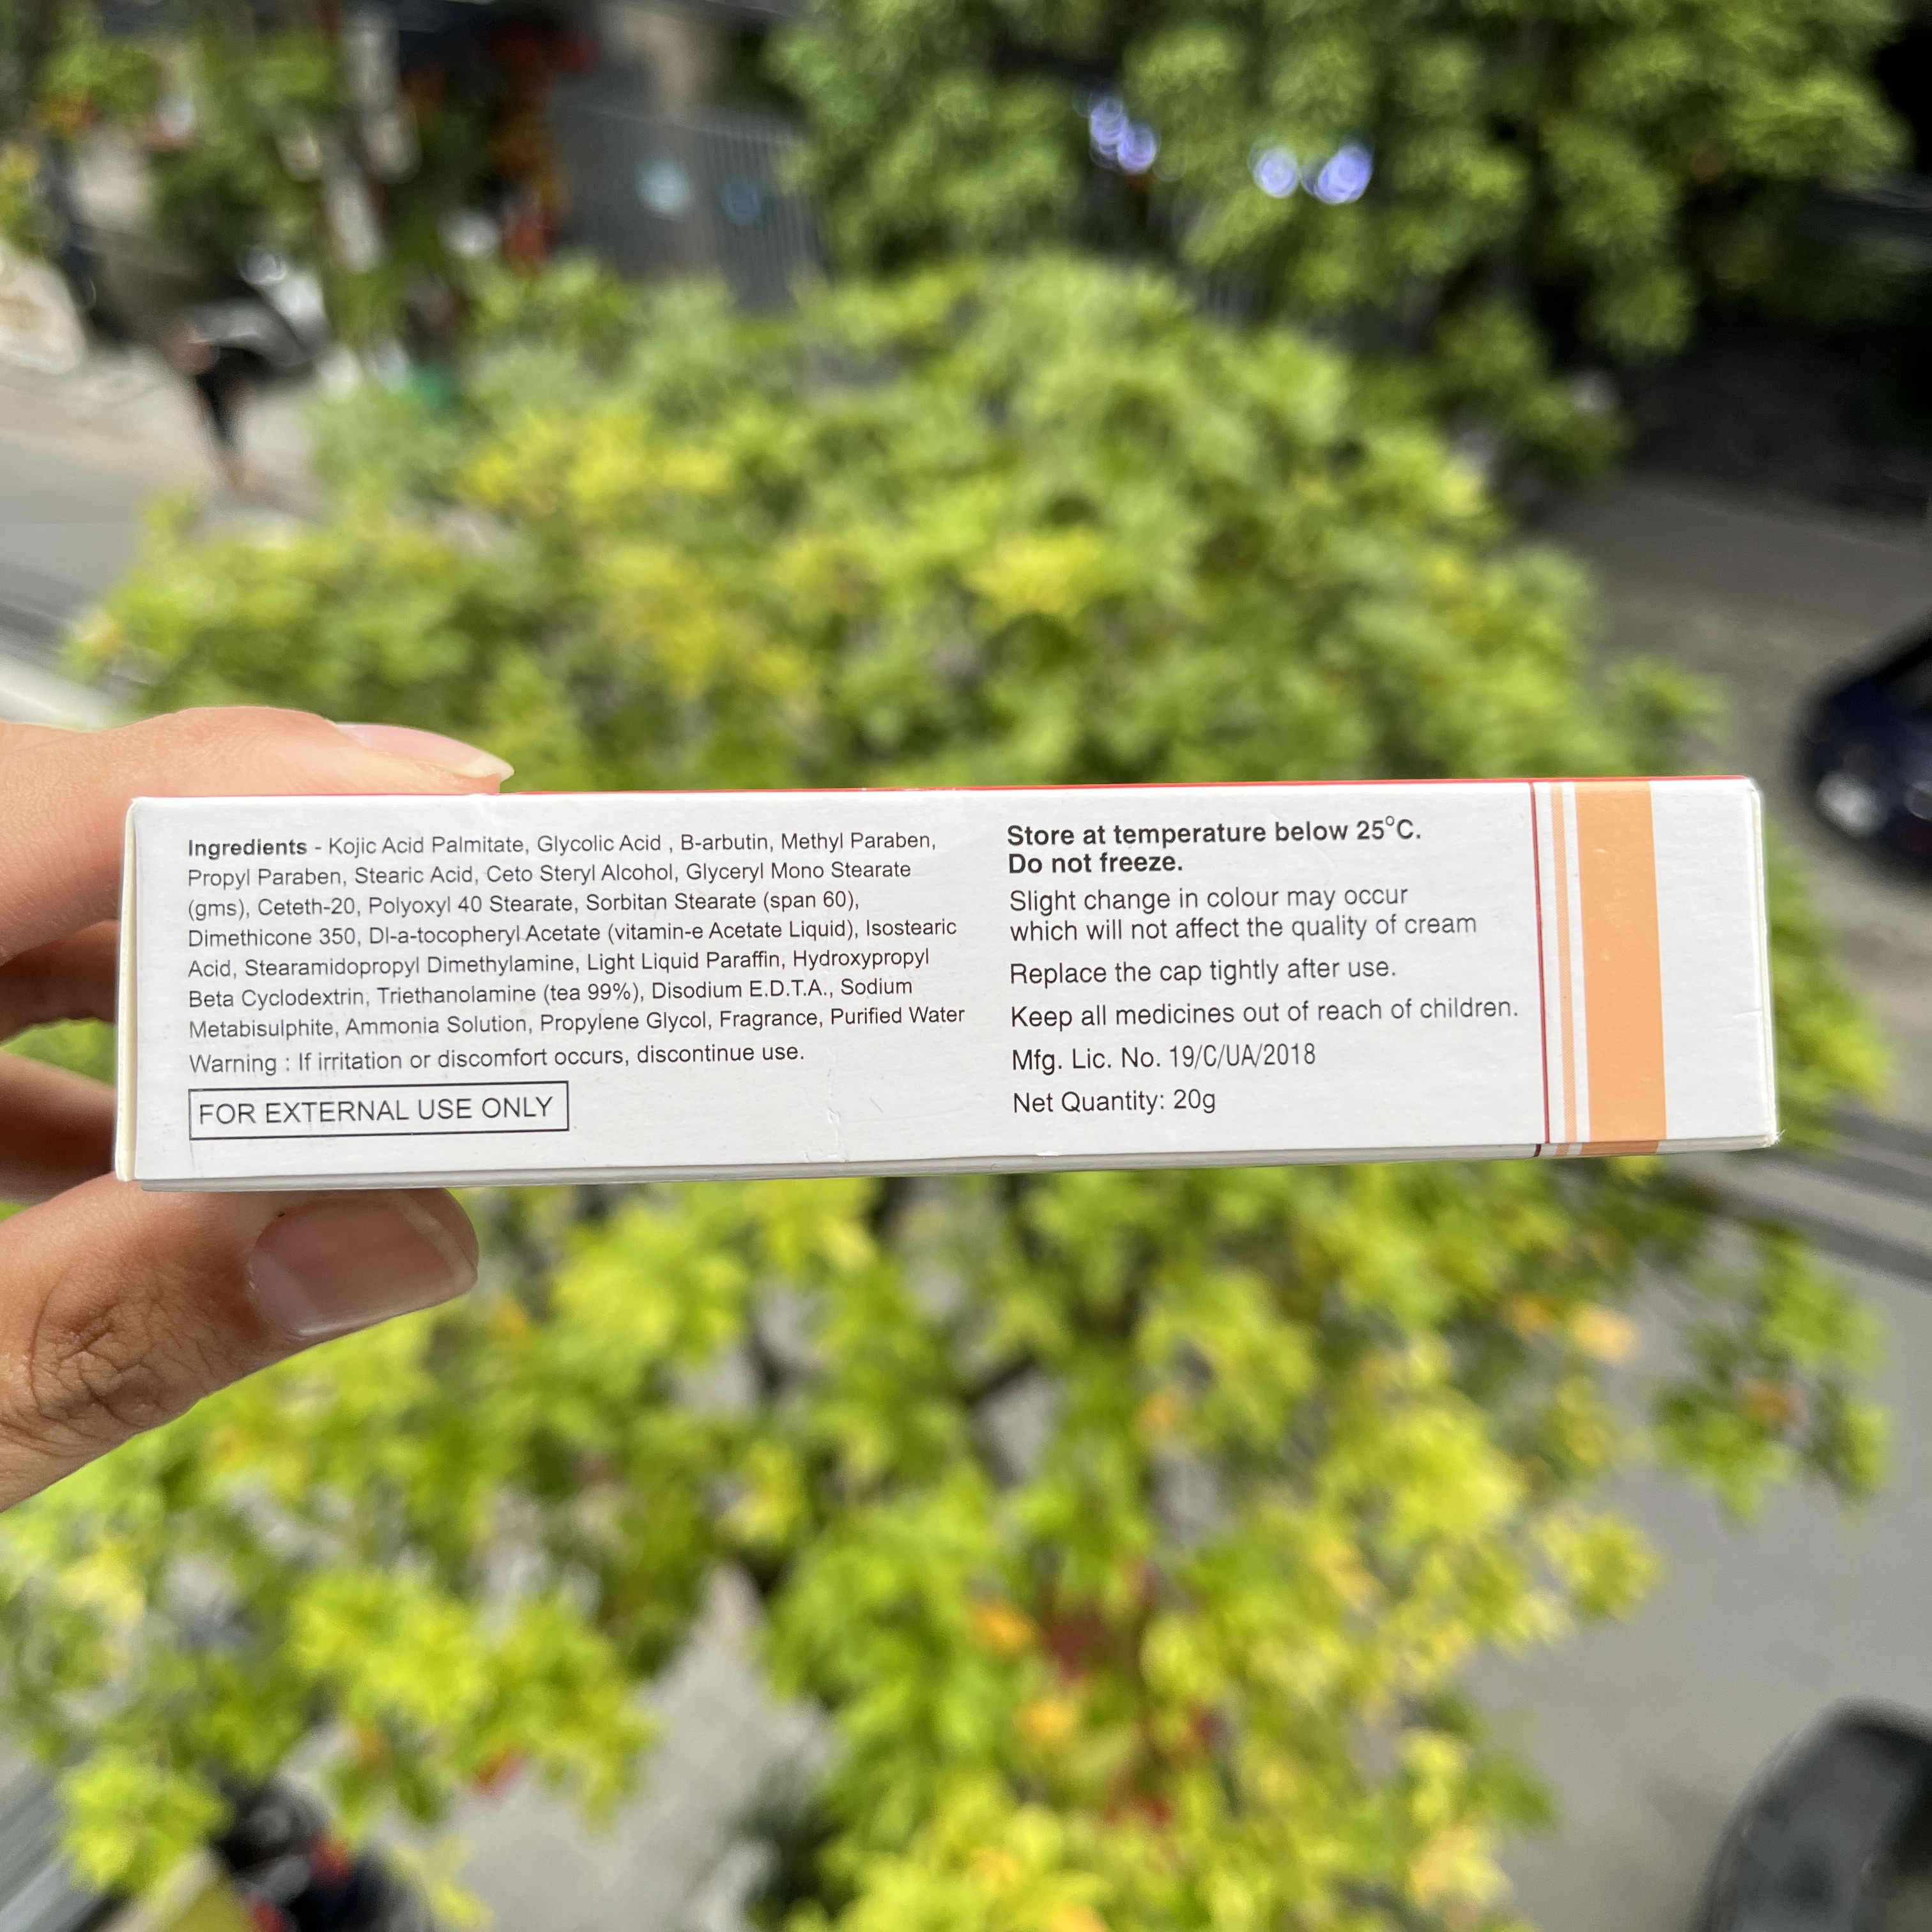 Ingredients - Kojic Acid Palmitate, Glycolic Acid , B-arbutin, Methyl Paraben,
Propyl Paraben, Stearic Acid, Ceto Steryl Alcohol, Glyceryl Mono Stearate
(gms), Ceteth-20, Polyoxyl 40 Stearate, Sorbitan Stearate (span 60),
Dimethicone 350, Dl-a-tocopheryl Acetate (vitamin-e Acetate Liquid), Isostearic
Acid, Stearamidopropyl Dimethylamine, Light Liquid Paraffin, Hydroxypropyl
Beta Cyclodextrin, Triethanolamine (tea 99%), Disodium E.D.T.A., Sodium
Metabisulphite, Ammonia Solution, Propylene Glycol, Fragrance, Purified Water
Warning : If irritation or discomfort occurs, discontinue use.
FOR EXTERNAL USE ONLY
Store at temperature below 25°C.
Do not freeze.
Slight change in colour may occur
which will not affect the quality of cream
Replace the cap tightly after use.
Keep all medicines out of reach of children.
Mfg. Lic. No. 19/C/UA/2018
Net Quantity: 20g